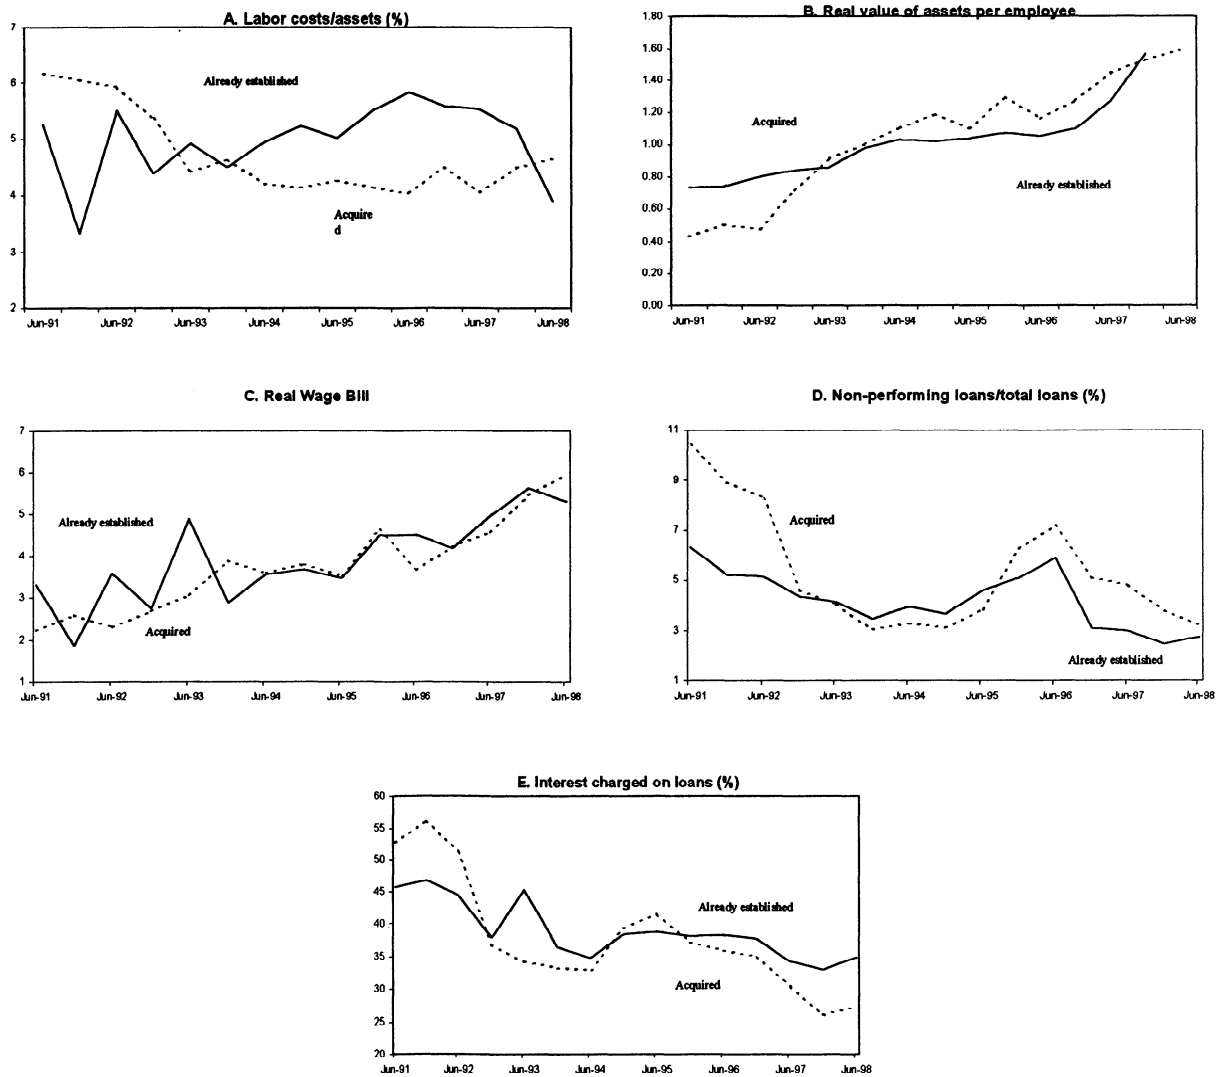 A. Labor costs/assets (%)
7
6
5
4
3
2
Already established
Acquire
d
Jun-91 Jun-92 Jun-93 Jun-94 Jun-95 Jun-96 Jun-97 Jun-98
B. Real value of assets per employee
1.80
1.60
1.40
1.20
1.00
0.80
0.60
0.40
0.20
0.00
Acquired
Already established
Jun-91 Jun-92 Jun-93 Jun-94 Jun-95 Jun-96 Jun-97 Jun-98
C. Real Wage Bill
7
6
5
4
3
2
1
Already established
Acquired
Jun-91 Jun-92 Jun-93 Jun-94 Jun-95 Jun-96 Jun-97 Jun-98
D. Non-performing loans/total loans (%)
11
9
7
5
3
1
Acquired
Already established
Jun-91 Jun-92 Jun-93 Jun-94 Jun-95 Jun-96 Jun-97 Jun-98
E. Interest charged on loans (%)
60
55
50
45
40
35
30
25
20
Already established
Acquired
Jun-91 Jun-92 Jun-93 Jun-94 Jun-95 Jun-96 Jun-97 Jun-98